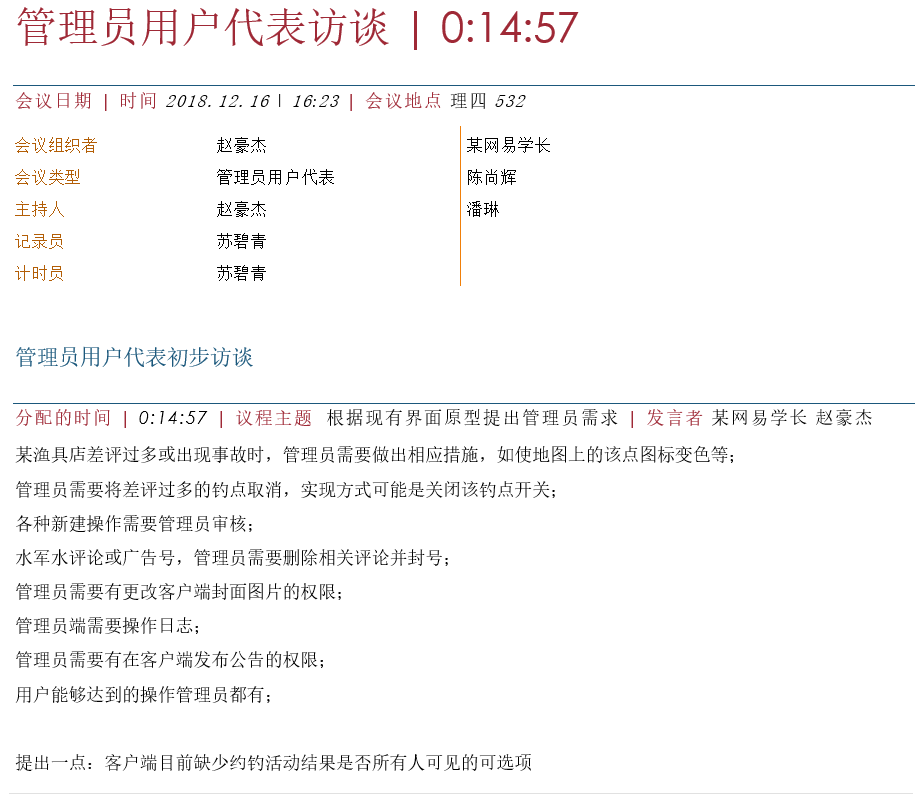 管理员用户代表访谈 | 0:14:57
会议日期 | 时间 2018.12.16 | 16:23 | 会议地点 理四 532
会议组织者 赵豪杰 某网易学长
会议类型 管理员用户代表 陈尚辉
主持人 赵豪杰 潘琳
记录员 苏碧青
计时员 苏碧青
管理员用户代表初步访谈
分配的时间 | 0:14:57 | 议程主题 根据现有界面原型提出管理员需求 | 发言者 某网易学长 赵豪杰
某渔具店差评过多或出现事故时，管理员需要做出相应措施，如使地图上的该点图标变色等；
管理员需要将差评过多的钓点取消，实现方式可能是关闭该钓点开关；
各种新建操作需要管理员审核；
水军水评论或广告号，管理员需要删除相关评论并封号；
管理员需要有更改客户端封面图片的权限；
管理员端需要操作日志；
管理员需要有在客户端发布公告的权限；
用户能够达到的操作管理员都有；
提出一点：客户端目前缺少约钓活动结果是否所有人可见的可选项